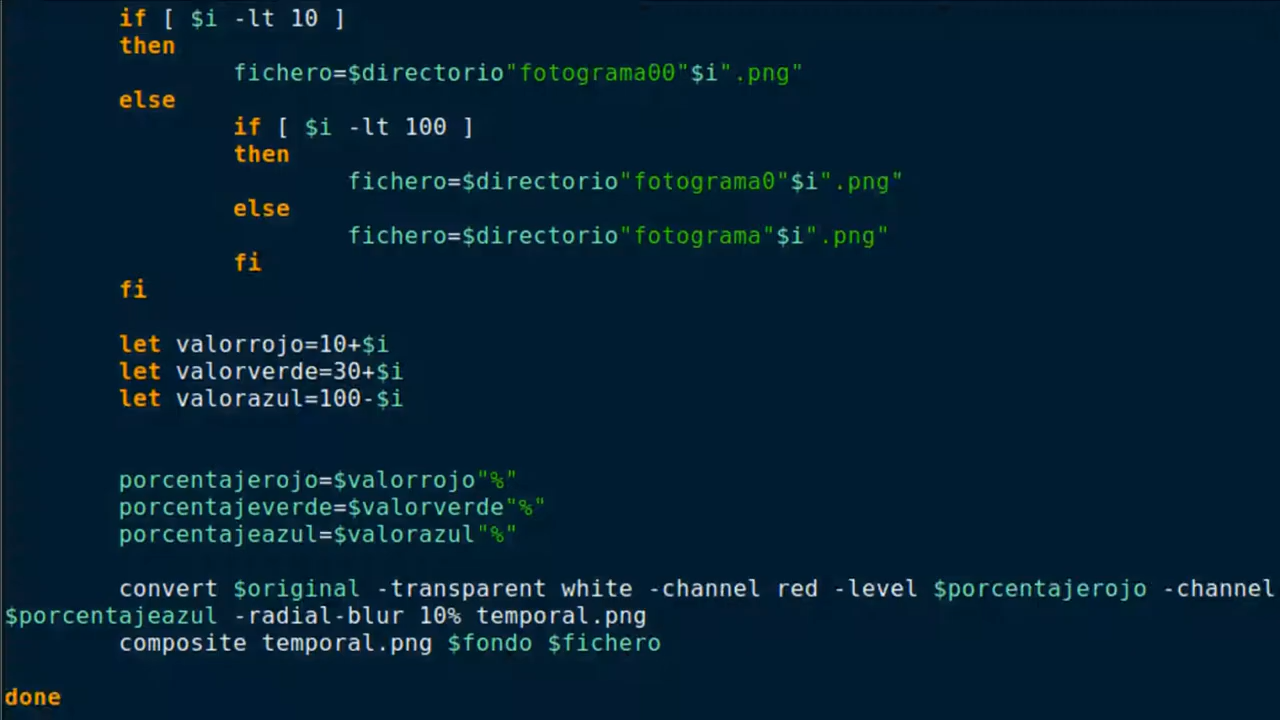 if [ $i -lt 10 ]
then
fichero=$directorio"fotograma00"$i".png"
else
if [ $i -lt 100 ]
then
fichero=$directorio"fotograma0"$i".png"
else
fichero=$directorio"fotograma"$i".png"
fi
fi
let valorrojo=10+$i
let valorverde=30+$i
let valorazul=100-$i
porcentajerojo=$valorrojo"%"
porcentajeverde=$valorverde"%"
porcentajeazul=$valorazul"%"
convert $original -transparent white -channel red -level $porcentajerojo -channel
$porcentajeazul -radial-blur 10% temporal.png
composite temporal.png $fondo $fichero
done